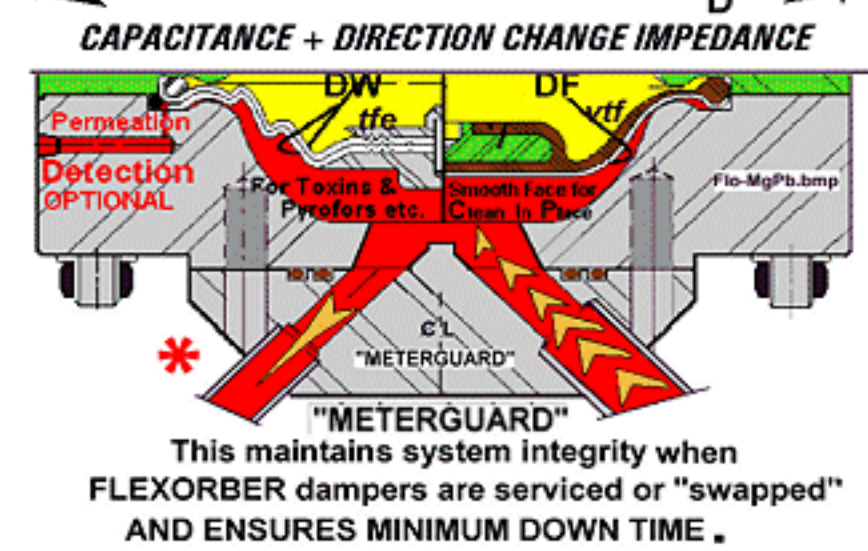 D
CAPACITANCE + DIRECTION CHANGE IMPEDANCE
DW
DF
tfe
vtf
Permeation
Detection
OPTIONAL
For Toxins &
Pyrofors etc.
Smooth Face for
Clean In Place
Flo-MgPb.bmp
C L
"METERGUARD"
*
"METERGUARD"
This maintains system integrity when
FLEXORBER dampers are serviced or "swapped"
AND ENSURES MINIMUM DOWN TIME .